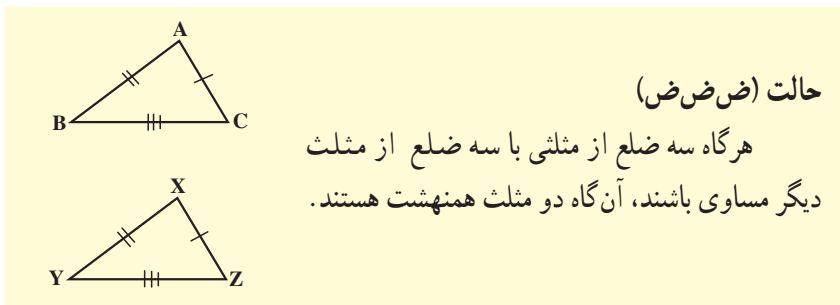 حالت (ض‌ض‌ض)
هرگاه سه ضلع از مثلثی با سه ضلع از مثلث
دیگر مساوی باشند، آن‌گاه دو مثلث همنهشت هستند.
A
B
C
X
Y
Z